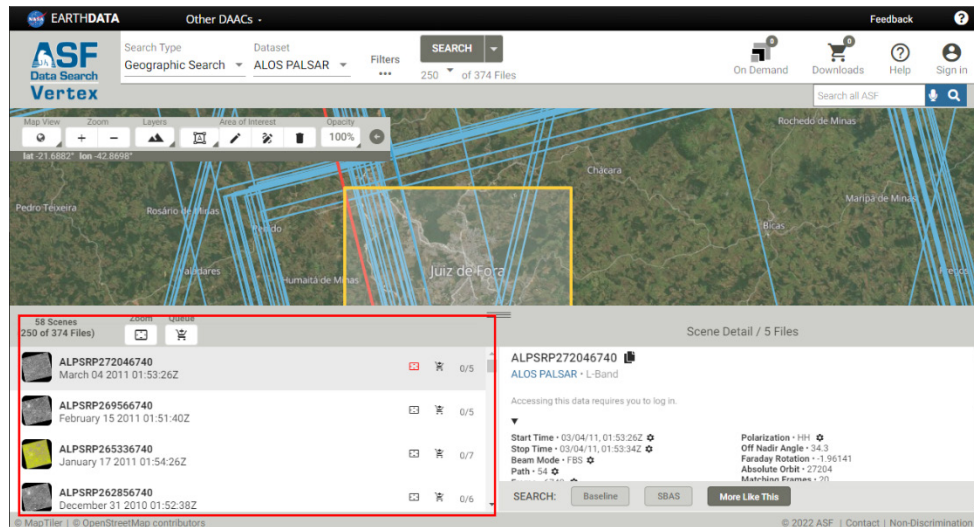 EARTHDATA Other DAACs Feedback ?
ASF
Data Search
Vertex
Search Type
Geographic Search
Dataset
ALOS PALSAR
Filters
SEARCH
250 of 374 Files
0
On Demand
0
Downloads
Help
Sign in
Search all ASF
Map View Zoom Layers Area of Interest Opacity
100%
lat -21.6882° lon -42.8698°
Rochedo de Minas
Chácara
Pedro Teixeira
Rosário de Minas
Penido
Maripá de Minas
Bicas
Valadares
Humaitá de Minas
Juiz de Fora
58 Scenes
(250 of 374 Files)
Zoom Queue
Scene Detail / 5 Files
ALPSRP272046740
March 04 2011 01:53:26Z
0/5
ALPSRP269566740
February 15 2011 01:51:40Z
0/5
ALPSRP265336740
January 17 2011 01:54:26Z
0/7
ALPSRP262856740
December 31 2010 01:52:38Z
0/6
ALPSRP272046740
ALOS PALSAR • L-Band
Accessing this data requires you to log in.
Start Time • 03/04/11, 01:53:26Z
Stop Time • 03/04/11, 01:53:34Z
Beam Mode • FBS
Path • 54
Polarization • HH
Off Nadir Angle • 34.3
Faraday Rotation • -1.96141
Absolute Orbit • 27204
Matching Frames • 20
SEARCH: Baseline SBAS More Like This
© MapTiler | © OpenStreetMap contributors
© 2022 ASF | Contact | Non-Discrimination